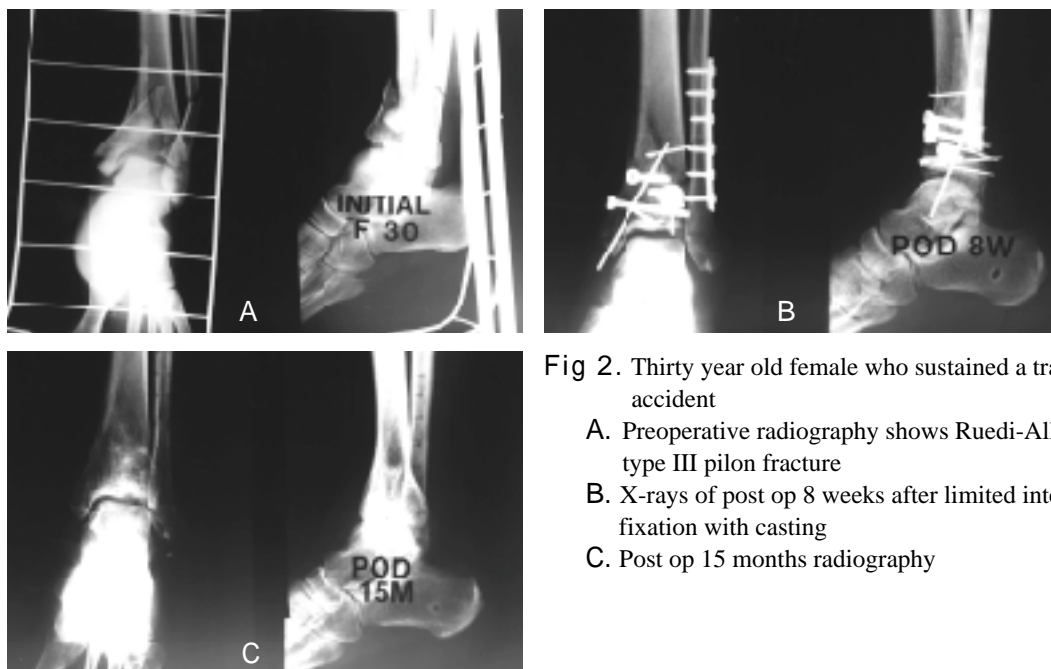 INITIAL
F 30
A
POD 8W
B
POD
15M
C
Fig 2. Thirty year old female who sustained a
accident
A. Preoperative radiography shows
type III pilon fracture
B. X-rays of post op 8 weeks after limited
fixation with casting
C. Post op 15 months radiography